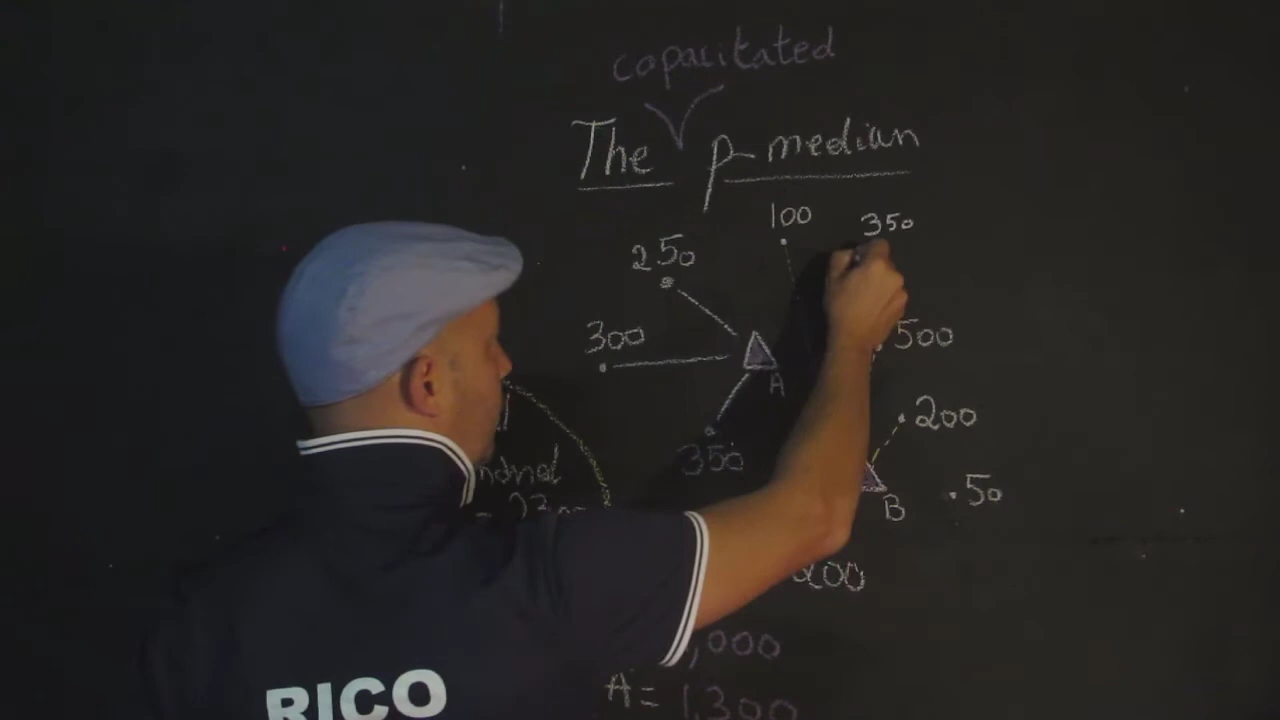 capacitated
The p-median
100
350
250
300
500
A
200
350
50
B
200
,000
A = 1,300
RICO